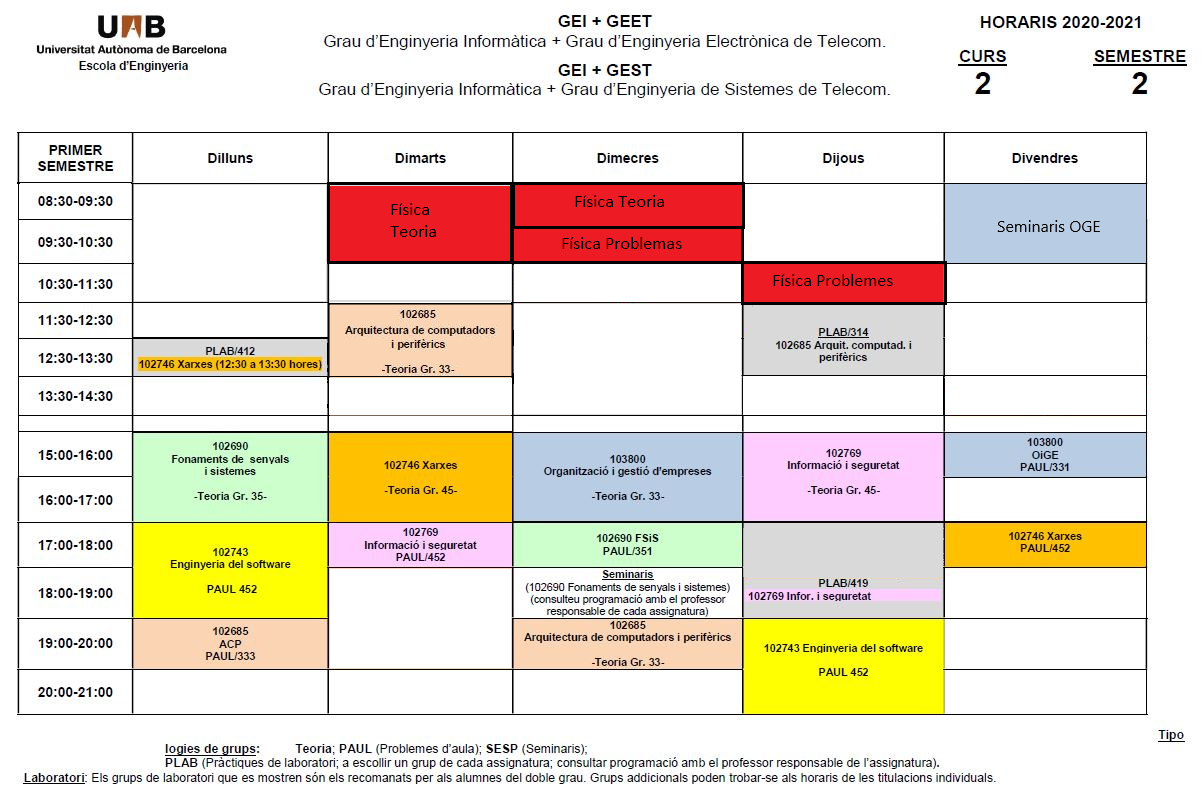 UAB
Universitat Autònoma de Barcelona
Escola d'Enginyeria
GEI + GEET
Grau d'Enginyeria Informàtica + Grau d'Enginyeria Electrònica de Telecom.
GEI + GEST
Grau d'Enginyeria Informàtica + Grau d'Enginyeria de Sistemes de Telecom.
HORARIS 2020-2021
CURS SEMESTRE
2 2
PRIMER
SEMESTRE
Dilluns
Dimarts
Dimecres
Dijous
Divendres
08:30-09:30
Física
Teoria
Física Teoria
Seminaris OGE
09:30-10:30
Física Problemas
10:30-11:30
Física Problemes
11:30-12:30
102685
Arquitectura de computadors
i perifèrics
-Teoria Gr. 33-
PLAB/314
102685 Arquit. computad. i
perifèrics
12:30-13:30
PLAB/412
102746 Xarxes (12:30 a 13:30 hores)
13:30-14:30
15:00-16:00
102690
Fonaments de senyals
i sistemes
-Teoria Gr. 35-
102746 Xarxes
-Teoria Gr. 45-
103800
Organització i gestió d'empreses
-Teoria Gr. 33-
102769
Informació i seguretat
-Teoria Gr. 45-
103800
OiGE
PAUL/331
16:00-17:00
17:00-18:00
102743
Enginyeria del software
PAUL 452
102769
Informació i seguretat
PAUL/452
102690 FSiS
PAUL/351
102746 Xarxes
PAUL/452
18:00-19:00
Seminaris
(102690 Fonaments de senyals i sistemes)
(consulteu programació amb el professor
responsable de cada assignatura)
PLAB/419
102769 Infor. i seguretat
19:00-20:00
102685
ACP
PAUL/333
102685
Arquitectura de computadors i perifèrics
-Teoria Gr. 33-
102743 Enginyeria del software
PAUL 452
20:00-21:00
Tipo
logies de grups: Teoria; PAUL (Problemes d'aula); SESP (Seminaris);
PLAB (Pràctiques de laboratori; a escollir un grup de cada assignatura; consultar programació amb el professor responsable de l'assignatura).
Laboratori: Els grups de laboratori que es mostren són els recomanats per als alumnes del doble grau. Grups addicionals poden trobar-se als horaris de les titulacions individuals.